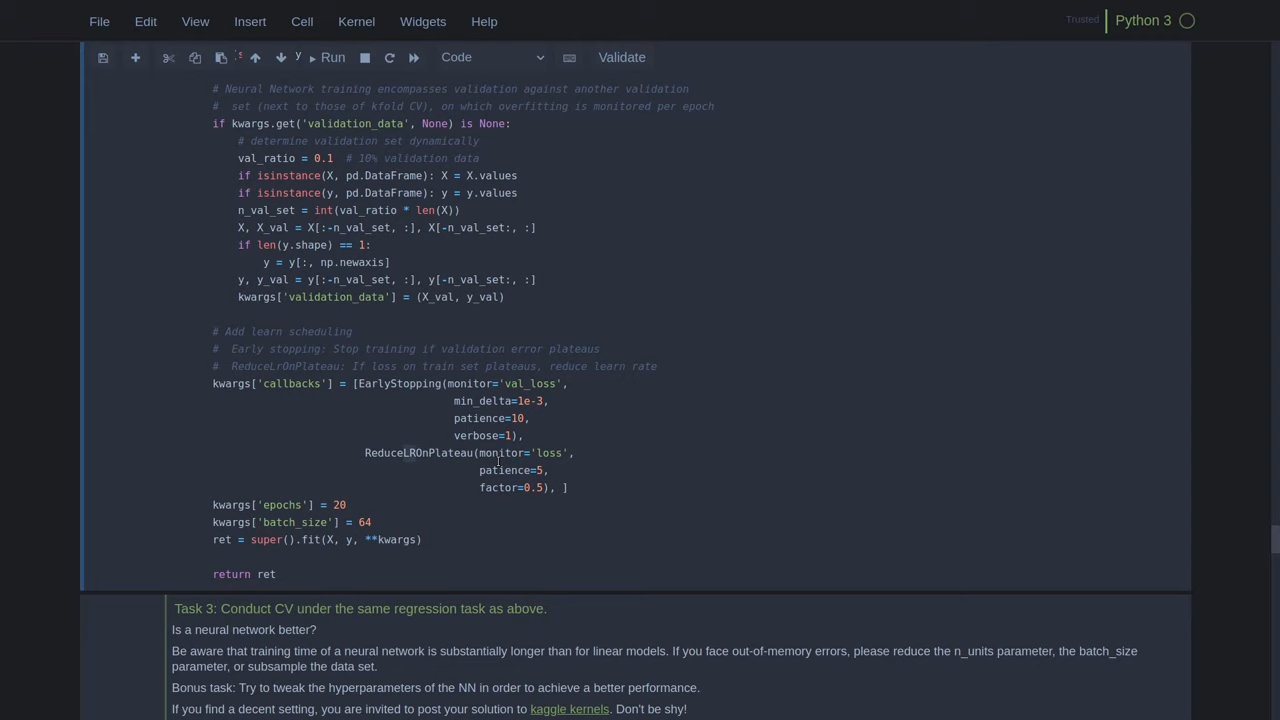 File Edit View Insert Cell Kernel Widgets Help Trusted Python 3
Run Code Validate
# Neural Network training encompasses validation against another validation
#  set (next to those of kfold CV), on which overfitting is monitored per epoch
if kwargs.get('validation_data', None) is None:
    # determine validation set dynamically
    val_ratio = 0.1  # 10% validation data
    if isinstance(X, pd.DataFrame): X = X.values
    if isinstance(y, pd.DataFrame): y = y.values
    n_val_set = int(val_ratio * len(X))
    X, X_val = X[:-n_val_set, :], X[-n_val_set:, :]
    if len(y.shape) == 1:
        y = y[:, np.newaxis]
    y, y_val = y[:-n_val_set, :], y[-n_val_set:, :]
    kwargs['validation_data'] = (X_val, y_val)
# Add learn scheduling
#  Early stopping: Stop training if validation error plateaus
#  ReduceLrOnPlateau: If loss on train set plateaus, reduce learn rate
kwargs['callbacks'] = [EarlyStopping(monitor='val_loss',
min_delta=1e-3,
patience=10,
verbose=1),
ReduceLROnPlateau(monitor='loss',
patience=5,
factor=0.5), ]
kwargs['epochs'] = 20
kwargs['batch_size'] = 64
ret = super().fit(X, y, **kwargs)
return ret
Task 3: Conduct CV under the same regression task as above.
Is a neural network better?
Be aware that training time of a neural network is substantially longer than for linear models. If you face out-of-memory errors, please reduce the n_units parameter, the batch_size
parameter, or subsample the data set.
Bonus task: Try to tweak the hyperparameters of the NN in order to achieve a better performance.
If you find a decent setting, you are invited to post your solution to kaggle kernels. Don't be shy!